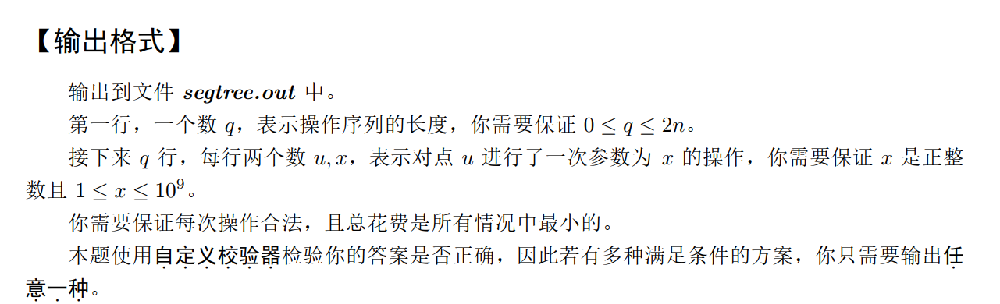 【输出格式】
输出到文件 segtree.out 中。
第一行，一个数 q，表示操作序列的长度，你需要保证 0 ≤ q ≤ 2n。
接下来 q 行，每行两个数 u, x，表示对点 u 进行了一次参数为 x 的操作，你需要保证 x 是正整
数且 1 ≤ x ≤ 10⁹。
你需要保证每次操作合法，且总花费是所有情况中最小的。
本题使用自定义校验器检验你的答案是否正确，因此若有多种满足条件的方案，你只需要输出任
意一种。